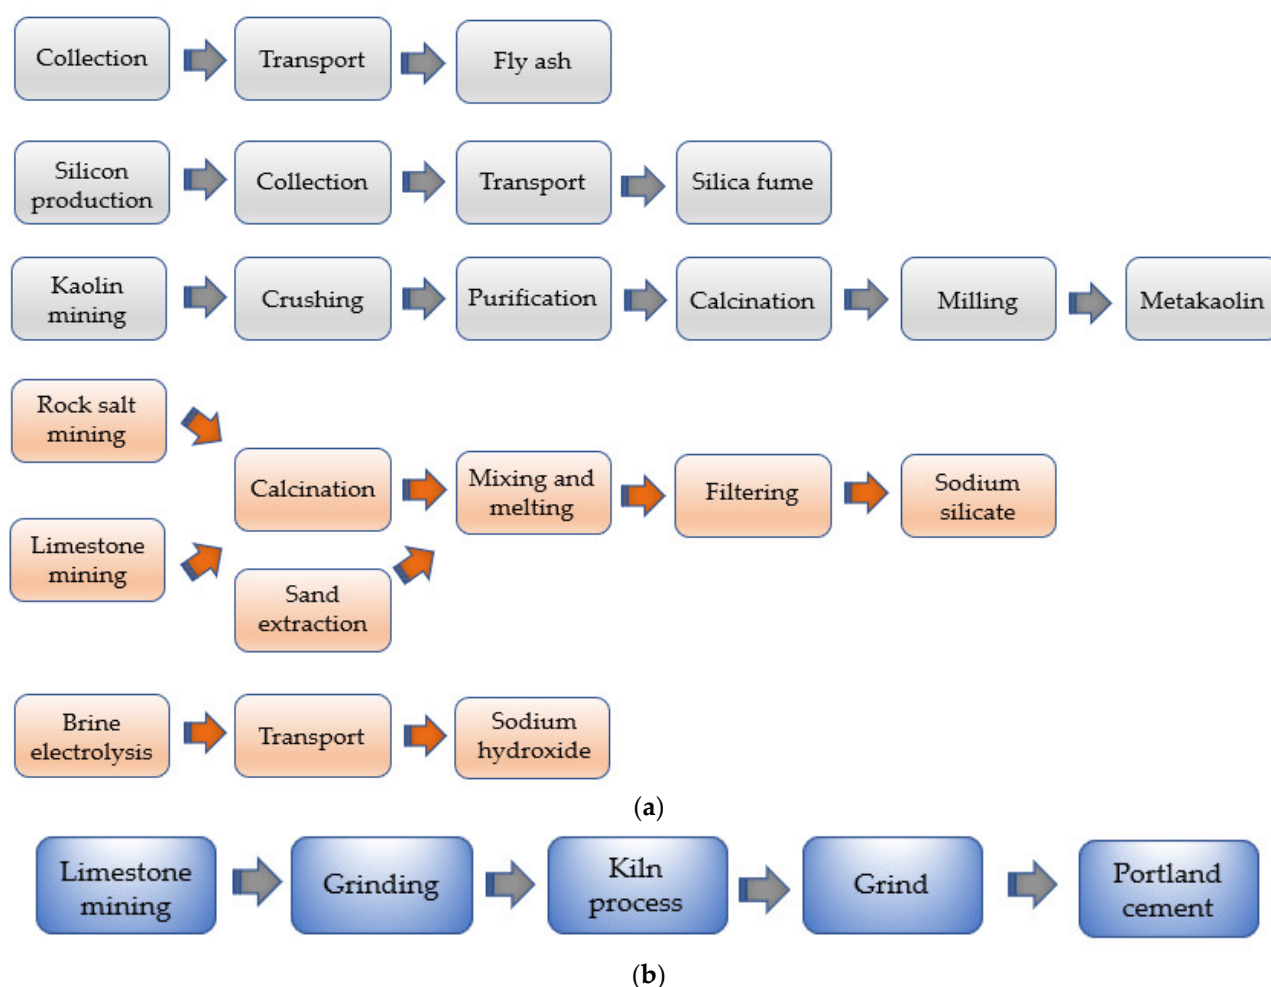 Collection
Transport
Fly ash
Silicon
production
Collection
Transport
Silica fume
Kaolin
mining
Crushing
Purification
Calcination
Milling
Metakaolin
Rock salt
mining
Limestone
mining
Calcination
Sand
extraction
Mixing and
melting
Filtering
Sodium
silicate
Brine
electrolysis
Transport
Sodium
hydroxide
(a)
Limestone
mining
Grinding
Kiln
process
Grind
Portland
cement
(b)